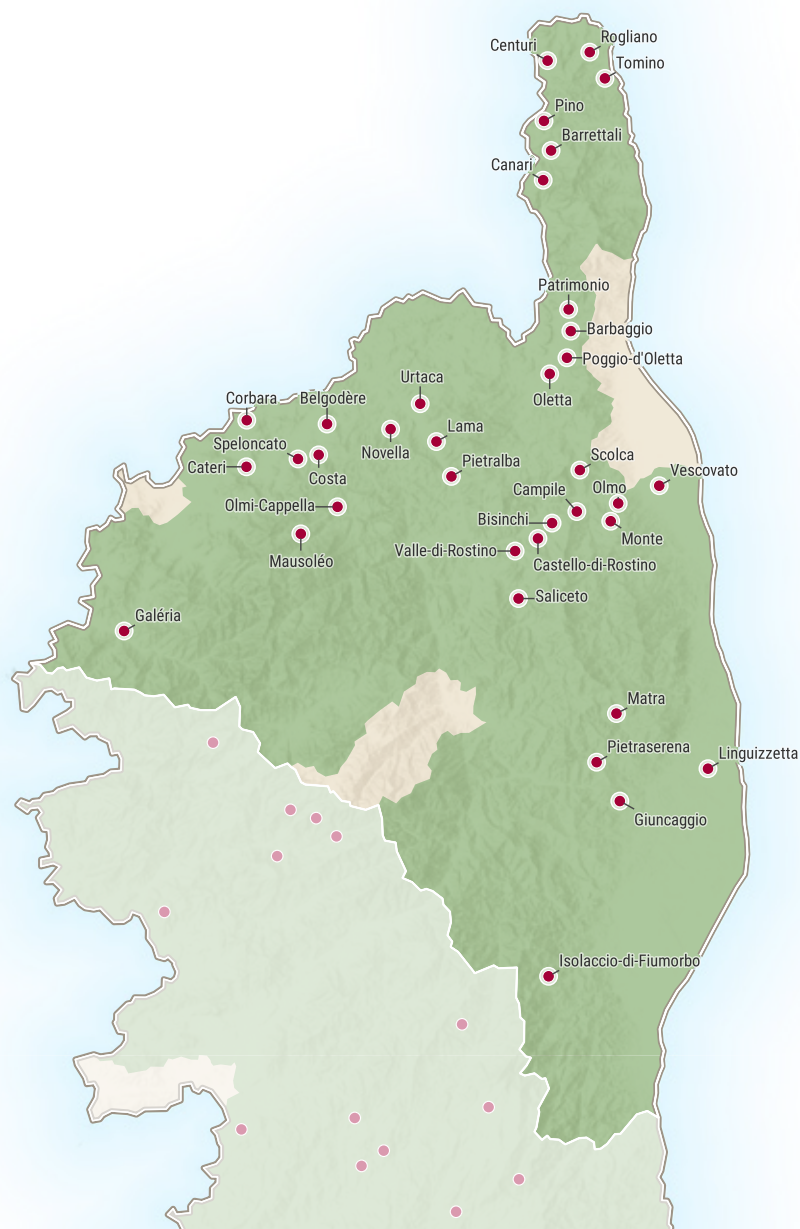 Rogliano
Centuri
Tomino
Pino
Barrettali
Canari
Patrimonio
Barbaggio
Poggio-d'Oletta
Urtaca
Corbara
Belgodère
Oletta
Lama
Speloncato
Novella
Scolca
Pietralba
Cateri
Vescovato
Costa
Campile
Olmo
Olmi-Cappella
Bisinchi
Monte
Valle-di-Rostino
Mausoléo
Castello-di-Rostino
Saliceto
Galéria
Matra
Pietraserena
Linguizzetta
Giuncaggio
Isolaccio-di-Fiumorbo